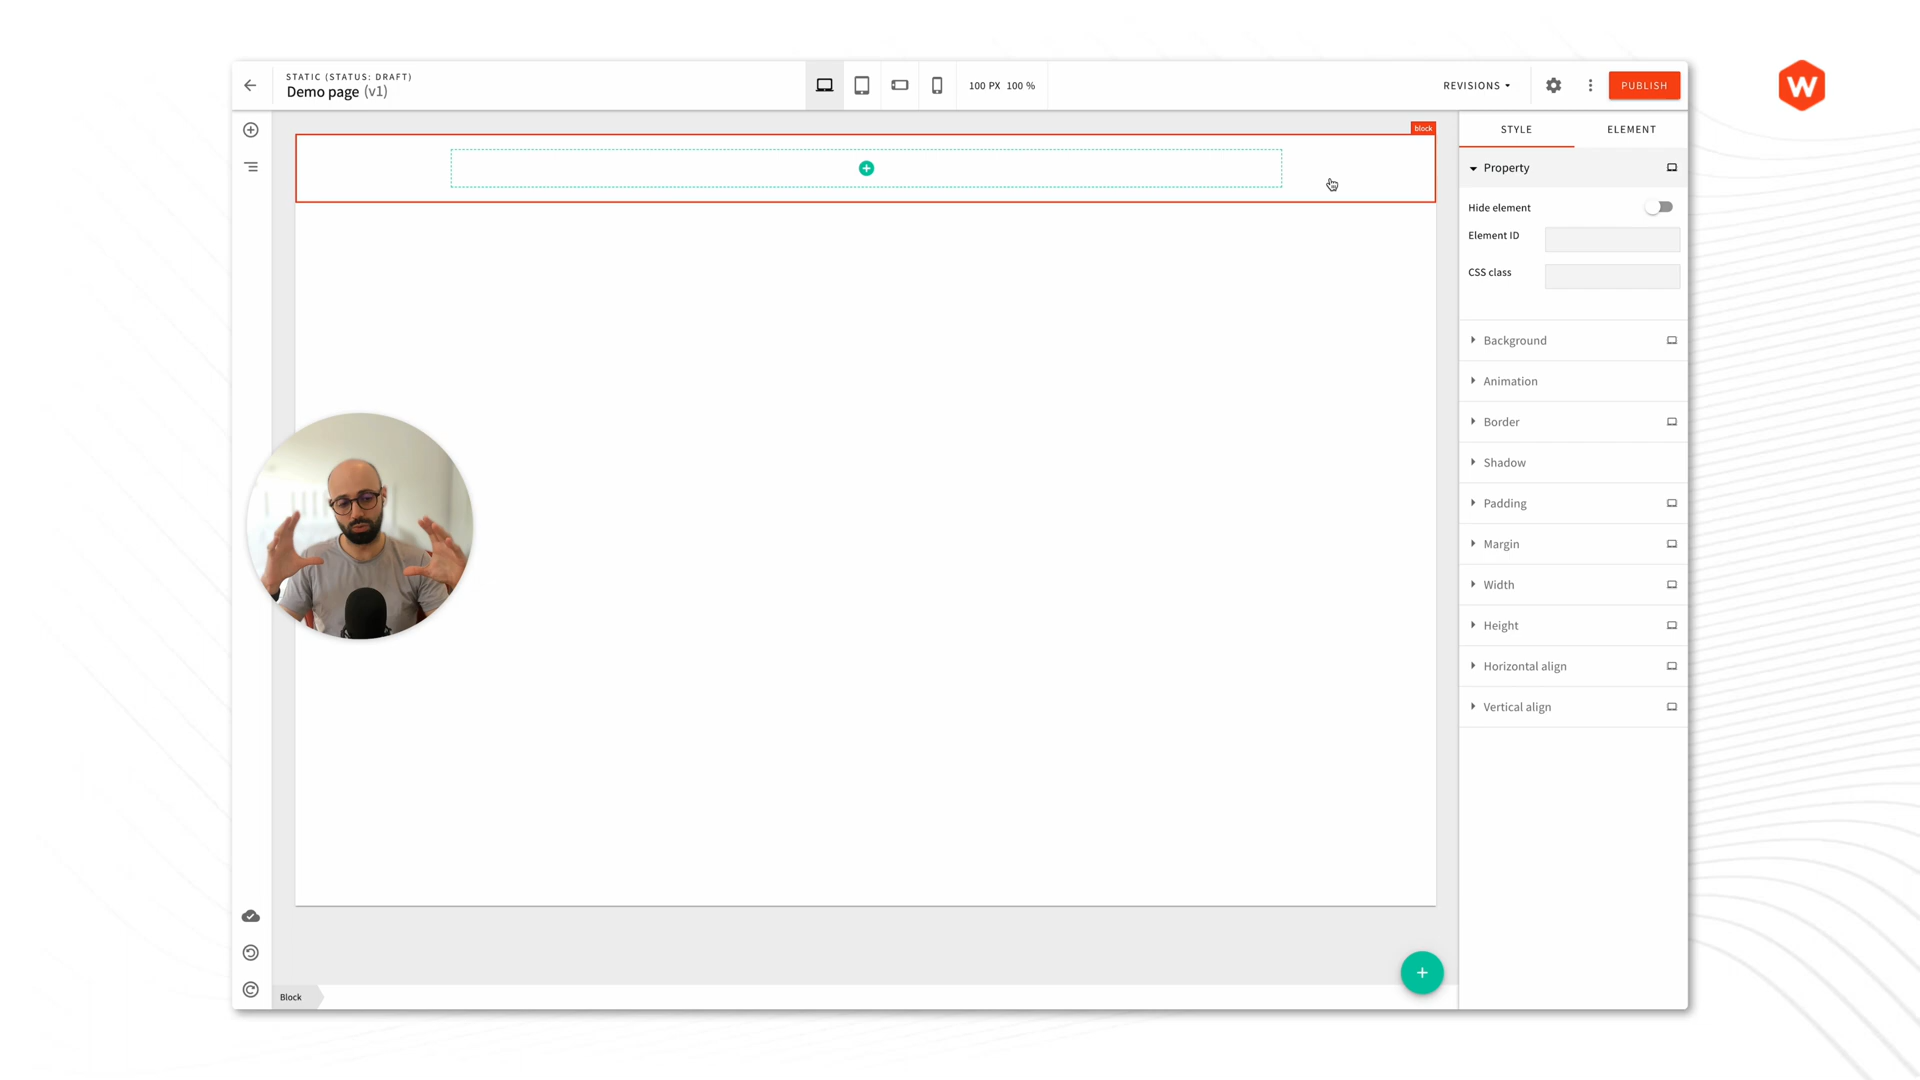 STATIC (STATUS: DRAFT)
Demo page (v1)
100 PX 100 %
REVISIONS
PUBLISH
W
block
STYLE
ELEMENT
Property
Hide element
Element ID
CSS class
Background
Animation
Border
Shadow
Padding
Margin
Width
Height
Horizontal align
Vertical align
Block